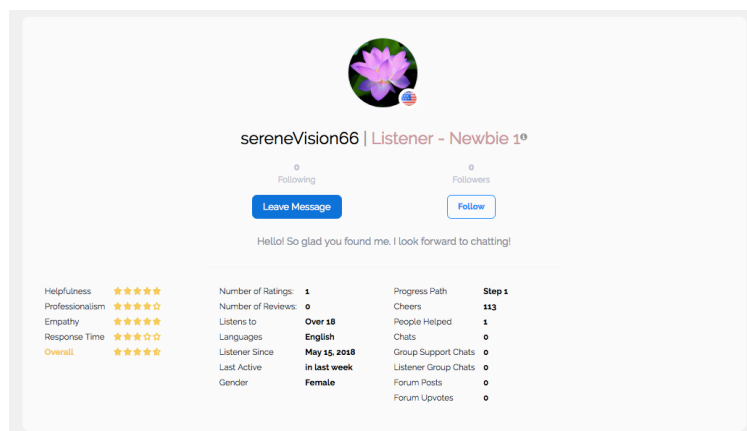 sereneVision66 | Listener - Newbie 1
0 0
Following Followers
Leave Message Follow
Hello! So glad you found me. I look forward to chatting!
Helpfulness
Professionalism
Empathy
Response Time
Overall
Number of Ratings: 1
Number of Reviews: 0
Listens to Over 18
Languages English
Listener Since May 15, 2018
Last Active in last week
Gender Female
Progress Path Step 1
Cheers 113
People Helped 1
Chats 0
Group Support Chats 0
Listener Group Chats 0
Forum Posts 0
Forum Upvotes 0